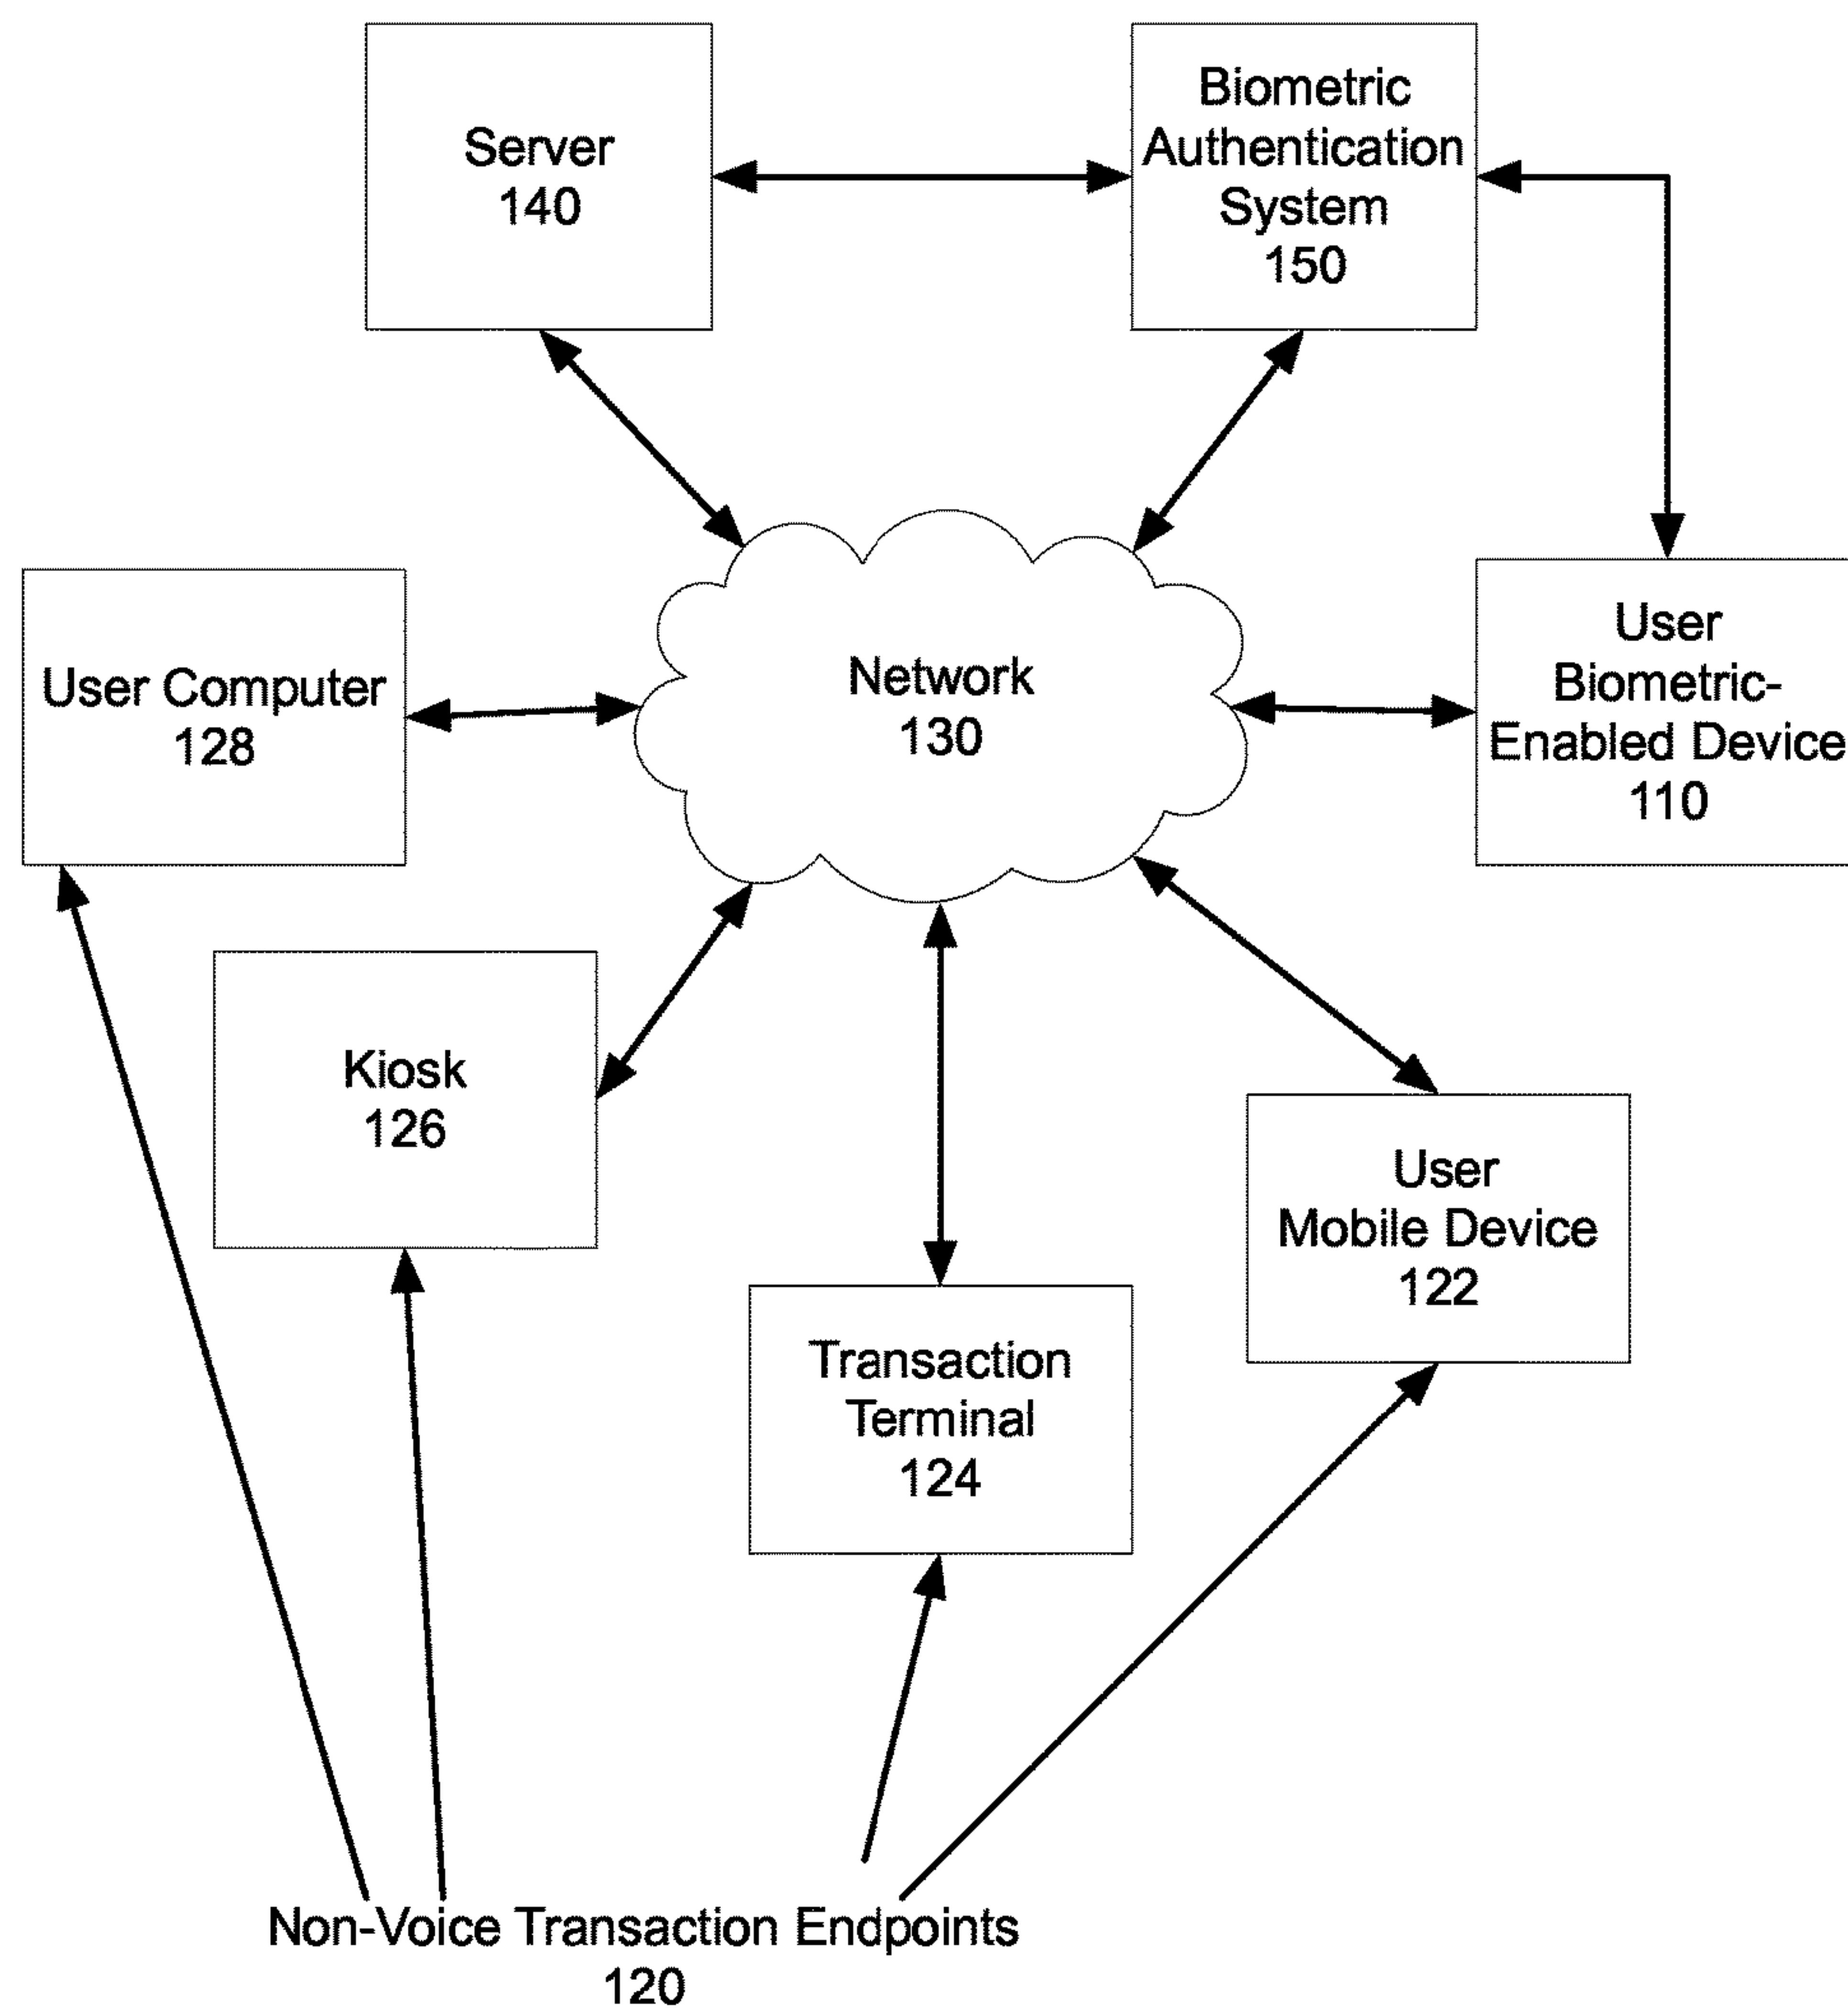 Server
140
Biometric
Authentication
System
150
User Computer
128
Network
130
User
Biometric-
Enabled Device
110
Kiosk
126
User
Mobile Device
122
Transaction
Terminal
124
Non-Voice Transaction Endpoints
120